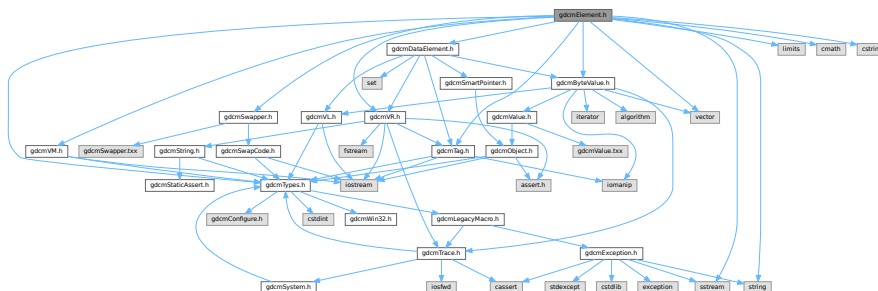 gdcmElement.h
gdcmDataElement.h
limits
cmath
cstrin
set
gdcmSmartPointer.h
gdcmByteValue.h
gdcmSwapper.h
gdcmVL.h
gdcmVR.h
gdcmValue.h
iterator
algorithm
vector
gdcmVM.h
gdcmSwapper.txx
gdcmString.h
gdcmSwapCode.h
fstream
gdcmTag.h
gdcmObject.h
gdcmValue.txx
gdcmStaticAssert.h
gdcmTypes.h
iostream
assert.h
iomanip
gdcmConfigure.h
cstdint
gdcmWin32.h
gdcmLegacyMacro.h
gdcmTrace.h
gdcmException.h
gdcmSystem.h
iosfwd
cassert
stdexcept
cstdlib
exception
sstream
string